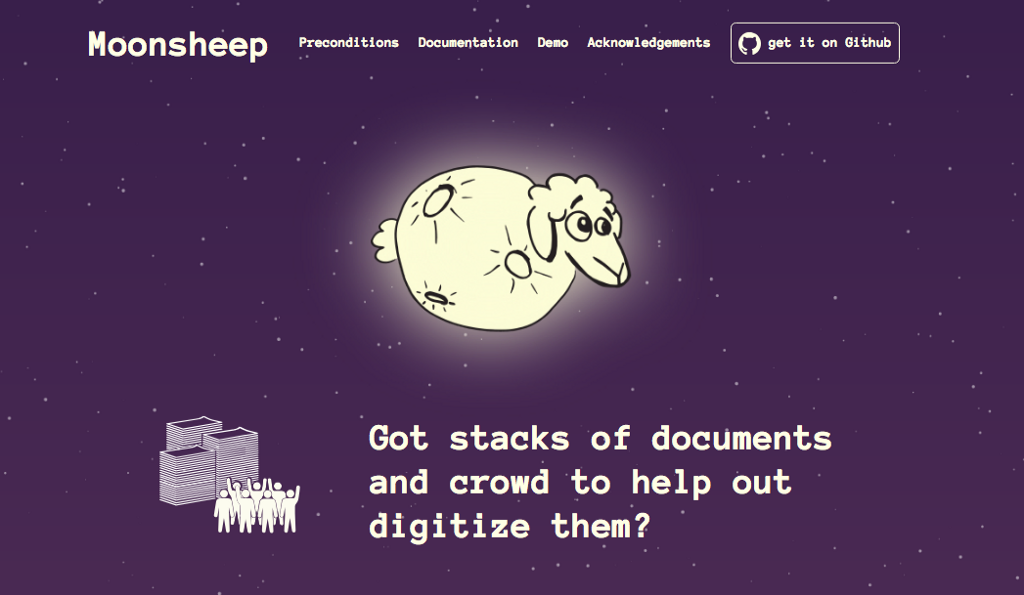 Moonsheep
Preconditions Documentation Demo Acknowledgements get it on Github
Got stacks of documents
and crowd to help out
digitize them?